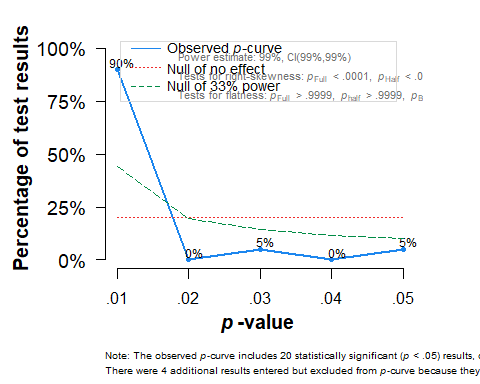 Percentage of test results
100%
75%
50%
25%
0%
Observed p-curve
Power estimate: 99%, CI(99%,99%)
Null of no effect
Tests for right-skewness: pFull < .0001, pHalf < .0
Null of 33% power
Tests for flatness: pFull > .9999, phalf > .9999, pB
90%
0%
5%
0%
5%
.01 .02 .03 .04 .05
p -value
Note: The observed p-curve includes 20 statistically significant (p < .05) results,
There were 4 additional results entered but excluded from p-curve because they